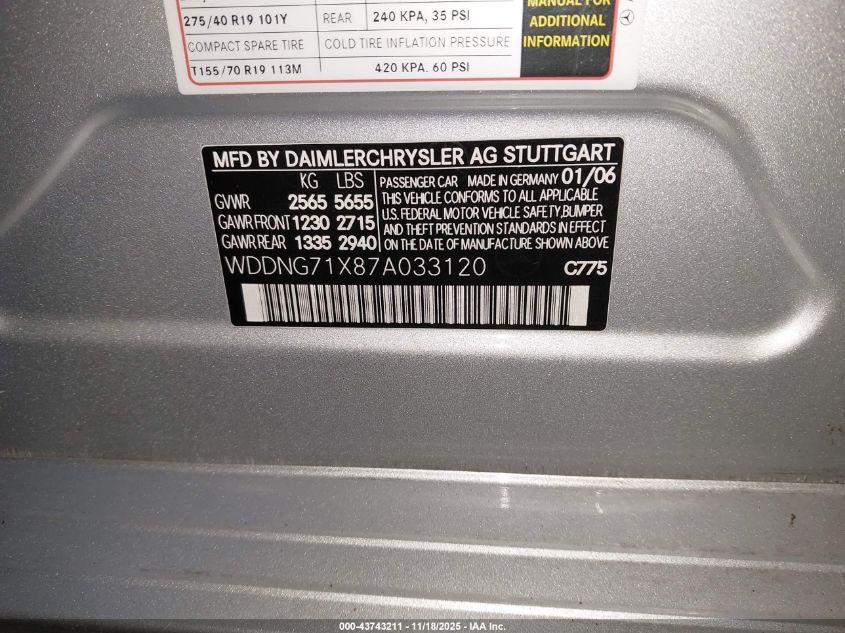 275/40 R19 101Y REAR 240 KPA, 35 PSI
COMPACT SPARE TIRE COLD TIRE INFLATION PRESSURE
T155/70 R19 113M 420 KPA. 60 PSI
MANUAL FOR
ADDITIONAL
INFORMATION
MFD BY DAIMLERCHRYSLER AG STUTTGART
KG LBS
GVWR 2565 5655
GAWR FRONT 1230 2715
GAWR REAR 1335 2940
PASSENGER CAR MADE IN GERMANY 01/06
THIS VEHICLE CONFORMS TO ALL APPLICABLE
U.S. FEDERAL MOTOR VEHICLE SAFETY,BUMPER
AND THEFT PREVENTION STANDARDS IN EFFECT
ON THE DATE OF MANUFACTURE SHOWN ABOVE
WDDNG71X87A033120 C775
000-43743211 - 11/18/2025 - IAA Inc.